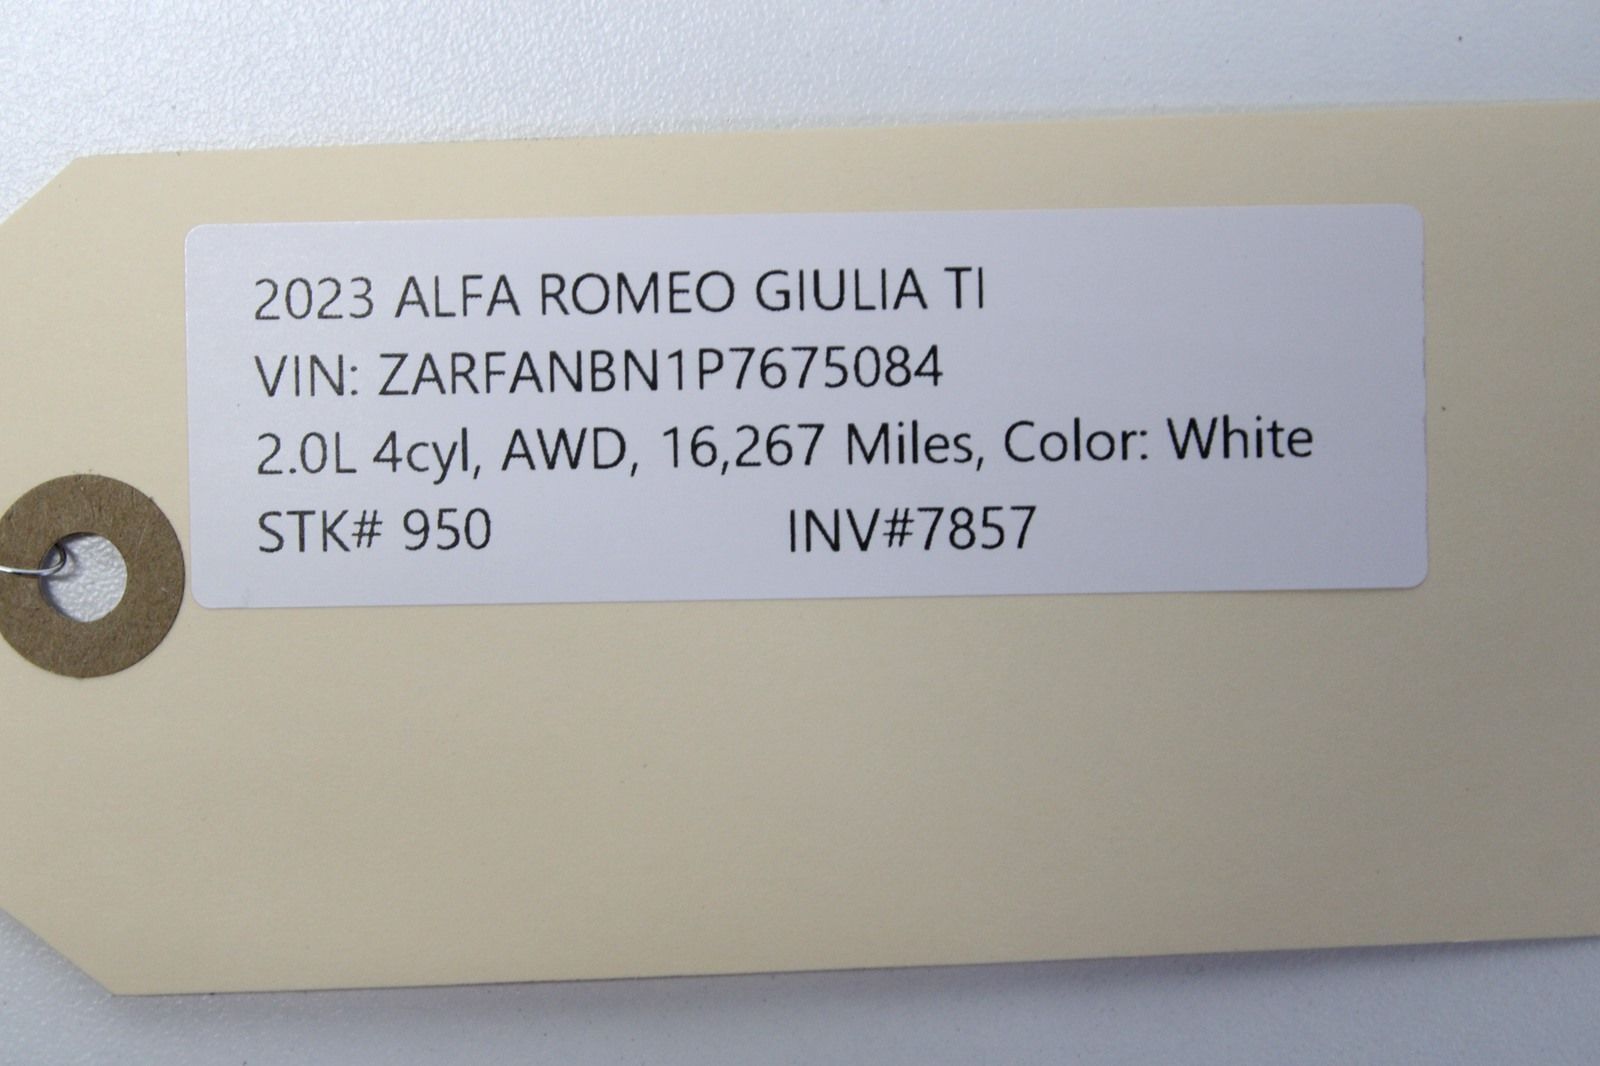 2023 ALFA ROMEO GIULIA TI
VIN: ZARFANBN1P7675084
2.0L 4cyl, AWD, 16,267 Miles, Color: White
STK# 950 INV#7857